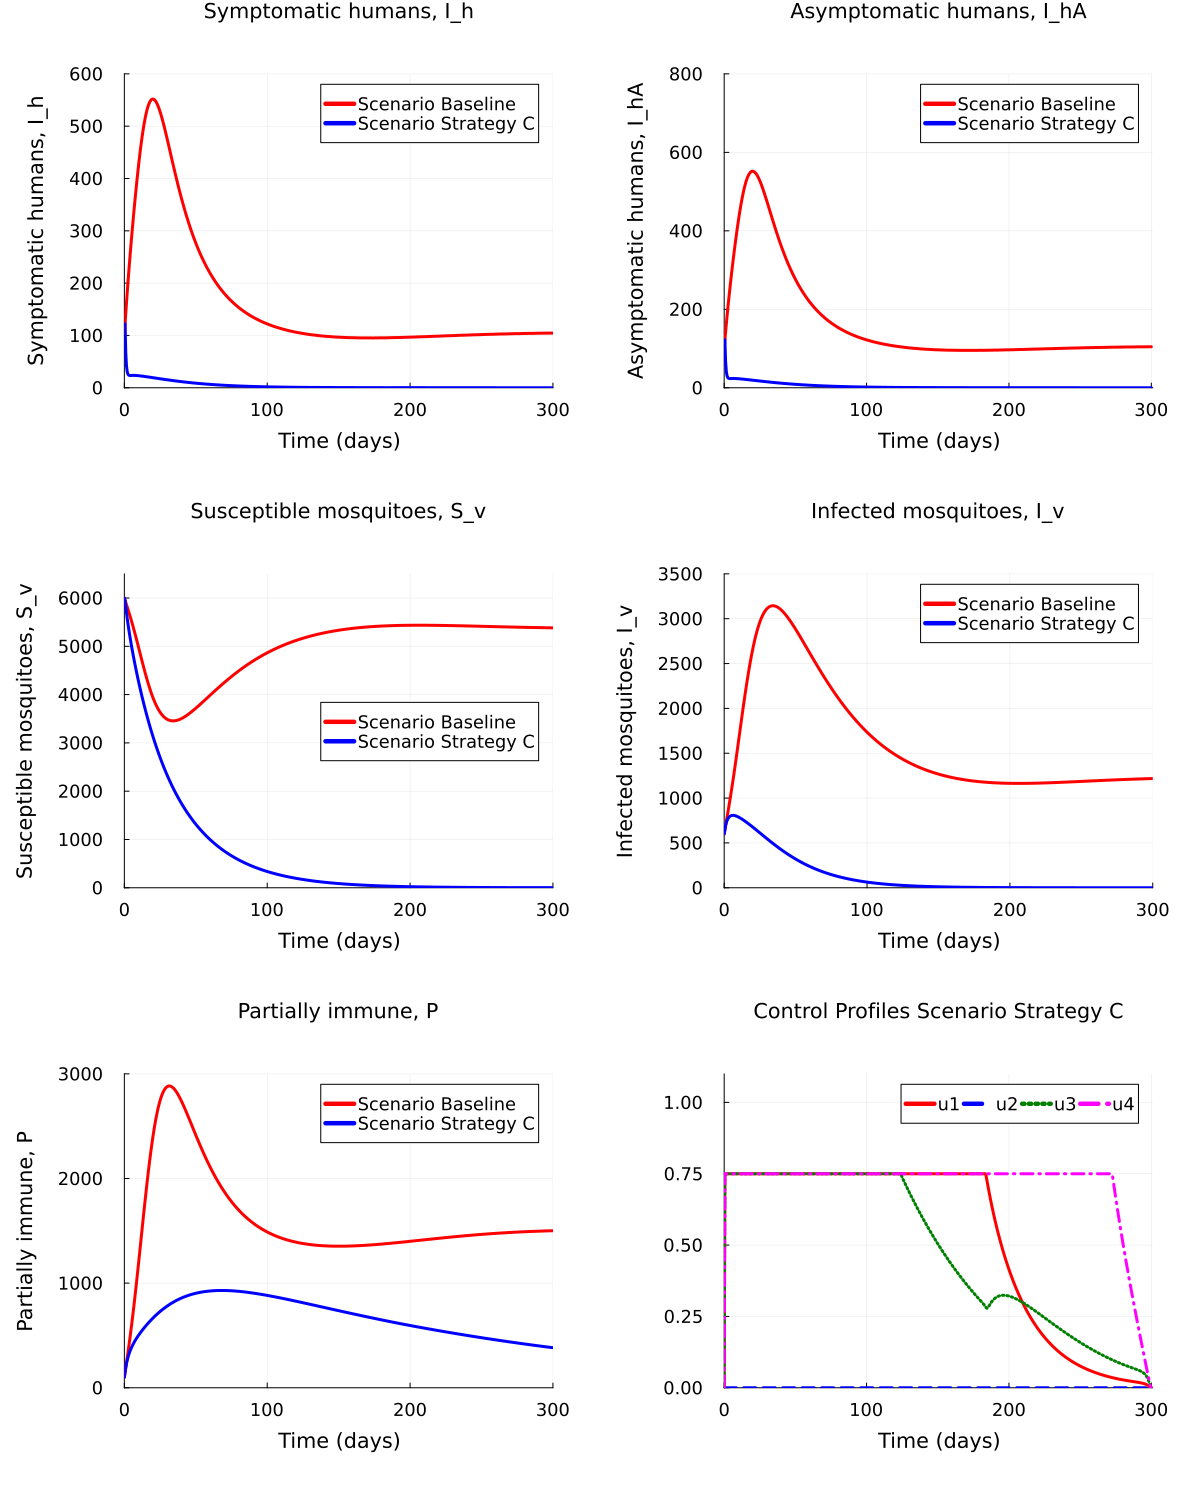 Symptomatic humans, I_h
Symptomatic humans, I_h
600
500
400
300
200
100
0
Scenario Baseline
Scenario Strategy C
0 100 200 300
Time (days)
Asymptomatic humans, I_hA
Asymptomatic humans, I_hA
800
600
400
200
0
Scenario Baseline
Scenario Strategy C
0 100 200 300
Time (days)
Susceptible mosquitoes, S_v
Susceptible mosquitoes, S_v
6000
5000
4000
3000
2000
1000
0
Scenario Baseline
Scenario Strategy C
0 100 200 300
Time (days)
Infected mosquitoes, I_v
Infected mosquitoes, I_v
3500
3000
2500
2000
1500
1000
500
0
Scenario Baseline
Scenario Strategy C
0 100 200 300
Time (days)
Partially immune, P
Partially immune, P
3000
2000
1000
0
Scenario Baseline
Scenario Strategy C
0 100 200 300
Time (days)
Control Profiles Scenario Strategy C
1.00
0.75
0.50
0.25
0.00
u1 u2 u3 u4
0 100 200 300
Time (days)